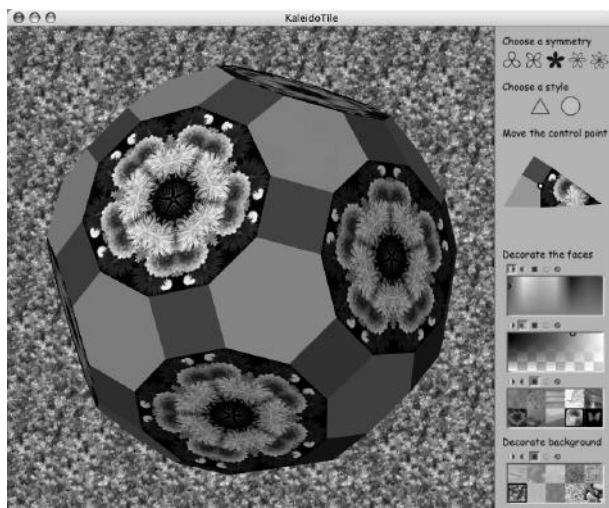 KaleidoTile
Choose a symmetry
Choose a style
Move the control point
Decorate the faces
Decorate background